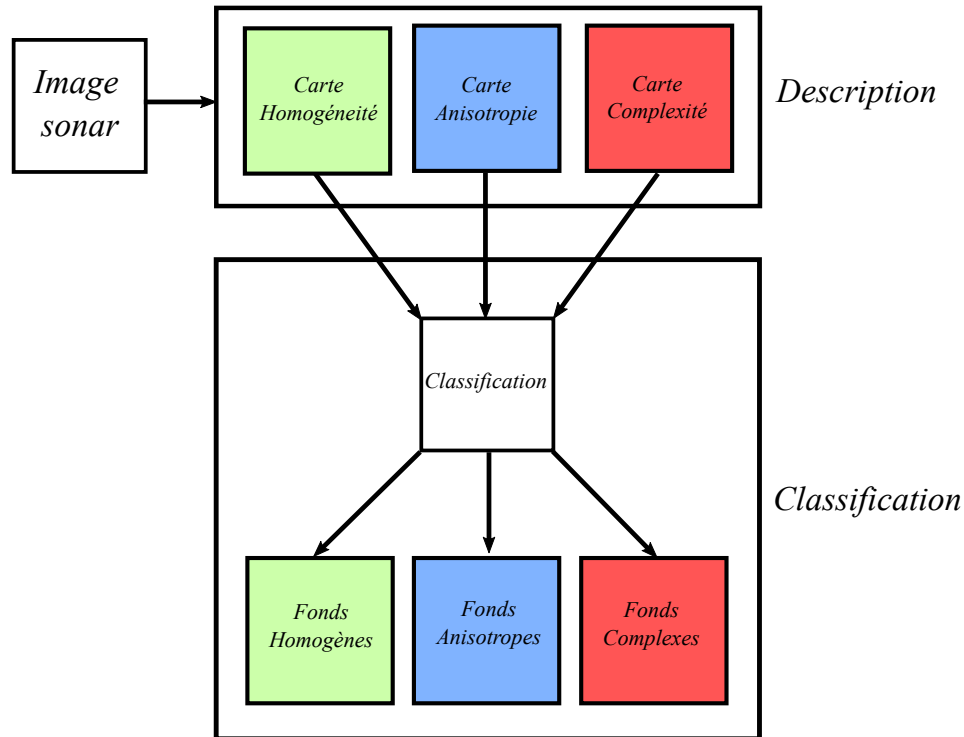 Image
sonar
Carte
Homogénéité
Carte
Anisotropie
Carte
Complexité
Description
Classification
Classification
Fonds
Homogènes
Fonds
Anisotropes
Fonds
Complexes